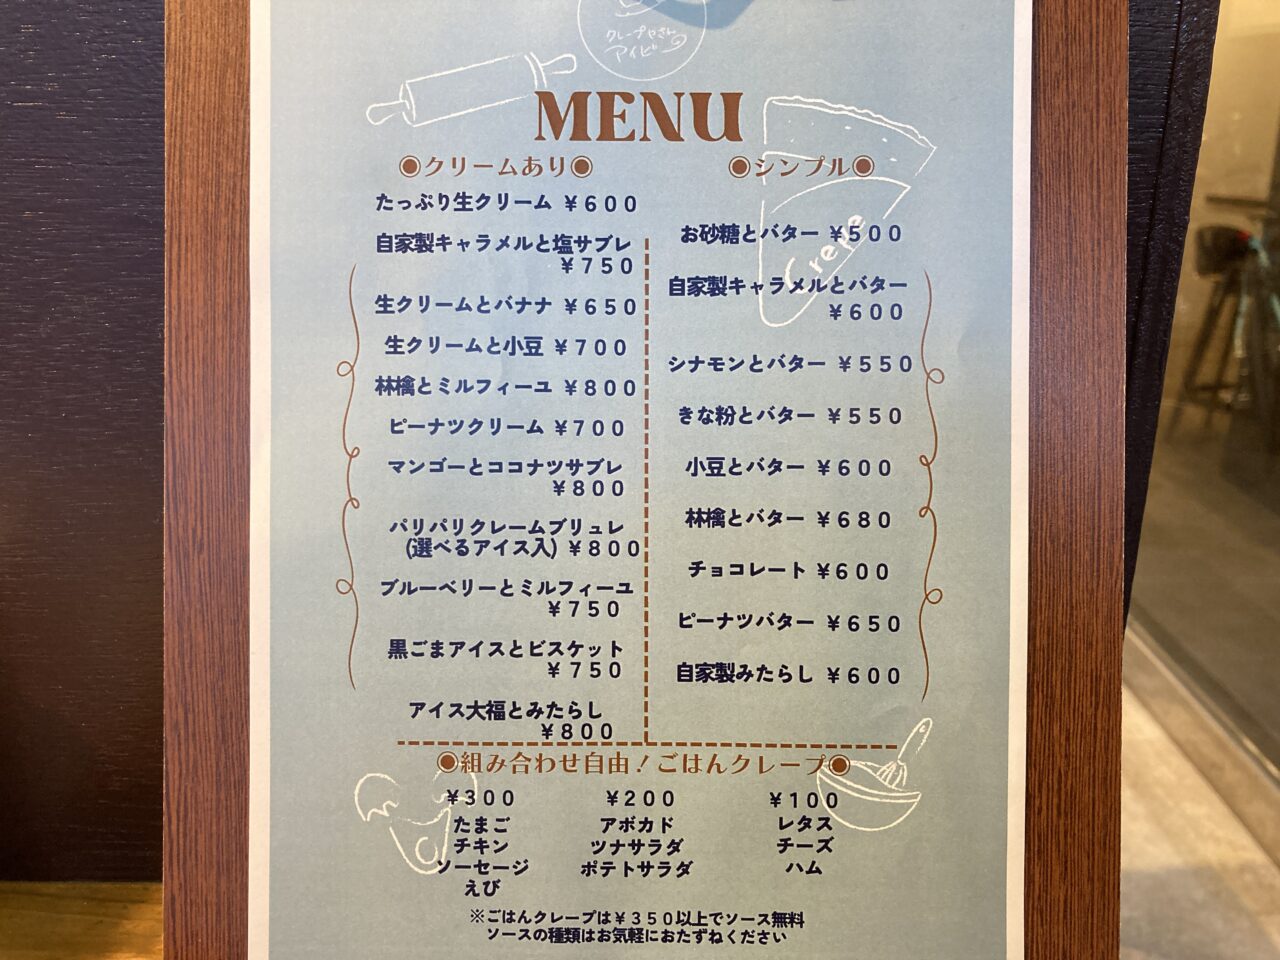 クレープやさん
アイビー
MENU
◉クリームあり◉
たっぷり生クリーム ¥600
自家製キャラメルと塩サブレ
¥750
生クリームとバナナ ¥650
生クリームと小豆 ¥700
林檎とミルフィーユ ¥800
ピーナツクリーム ¥700
マンゴーとココナツサブレ
¥800
パリパリクレームブリュレ
(選べるアイス入) ¥800
ブルーベリーとミルフィーユ
¥750
黒ごまアイスとビスケット
¥750
アイス大福とみたらし
¥800
◉シンプル◉
お砂糖とバター ¥500
自家製キャラメルとバター
¥600
シナモンとバター ¥550
きな粉とバター ¥550
小豆とバター ¥600
林檎とバター ¥680
チョコレート ¥600
ピーナツバター ¥650
自家製みたらし ¥600
Crepe
◉組み合わせ自由!ごはんクレープ◉
¥300
たまご
チキン
ソーセージ
えび
¥200
アボカド
ツナサラダ
ポテトサラダ
¥100
レタス
チーズ
ハム
※ごはんクレープは¥350以上でソース無料
ソースの種類はお気軽におたずねください